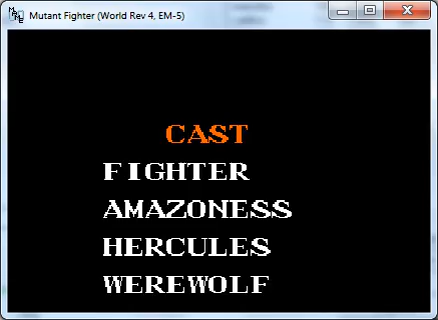 Mutant Fighter (World Rev 4, EM-5)
CAST
FIGHTER
AMAZONESS
HERCULES
WEREWOLF